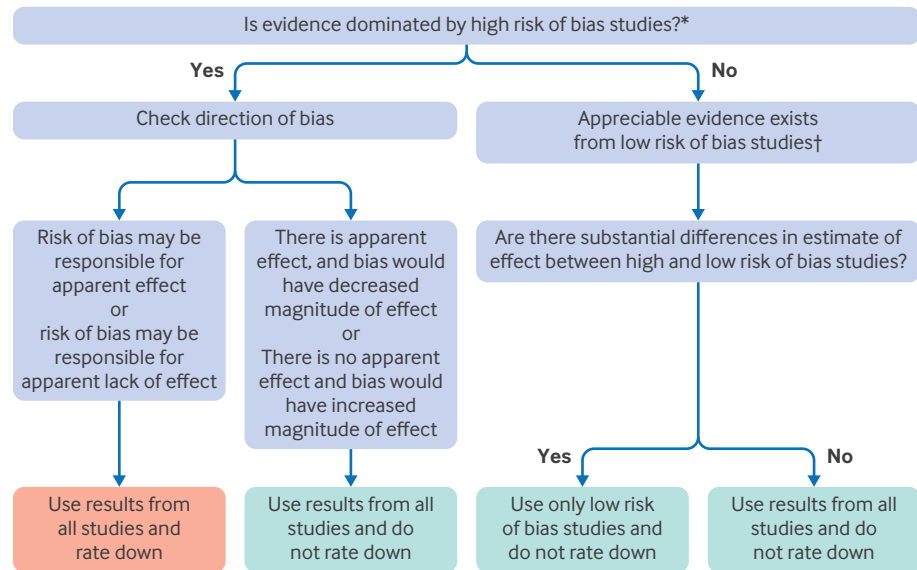 Is evidence dominated by high risk of bias studies?*
Yes
No
Check direction of bias
Appreciable evidence exists
from low risk of bias studies†
Risk of bias may be
responsible for
apparent effect
or
risk of bias may be
responsible for
apparent lack of effect
There is apparent
effect, and bias would
have decreased
magnitude of effect
or
There is no apparent
effect and bias would
have increased
magnitude of effect
Are there substantial differences in estimate of
effect between high and low risk of bias studies?
Yes
No
Use results from
all studies and
rate down
Use results from all
studies and do
not rate down
Use only low risk
of bias studies and
do not rate down
Use results from all
studies and do
not rate down